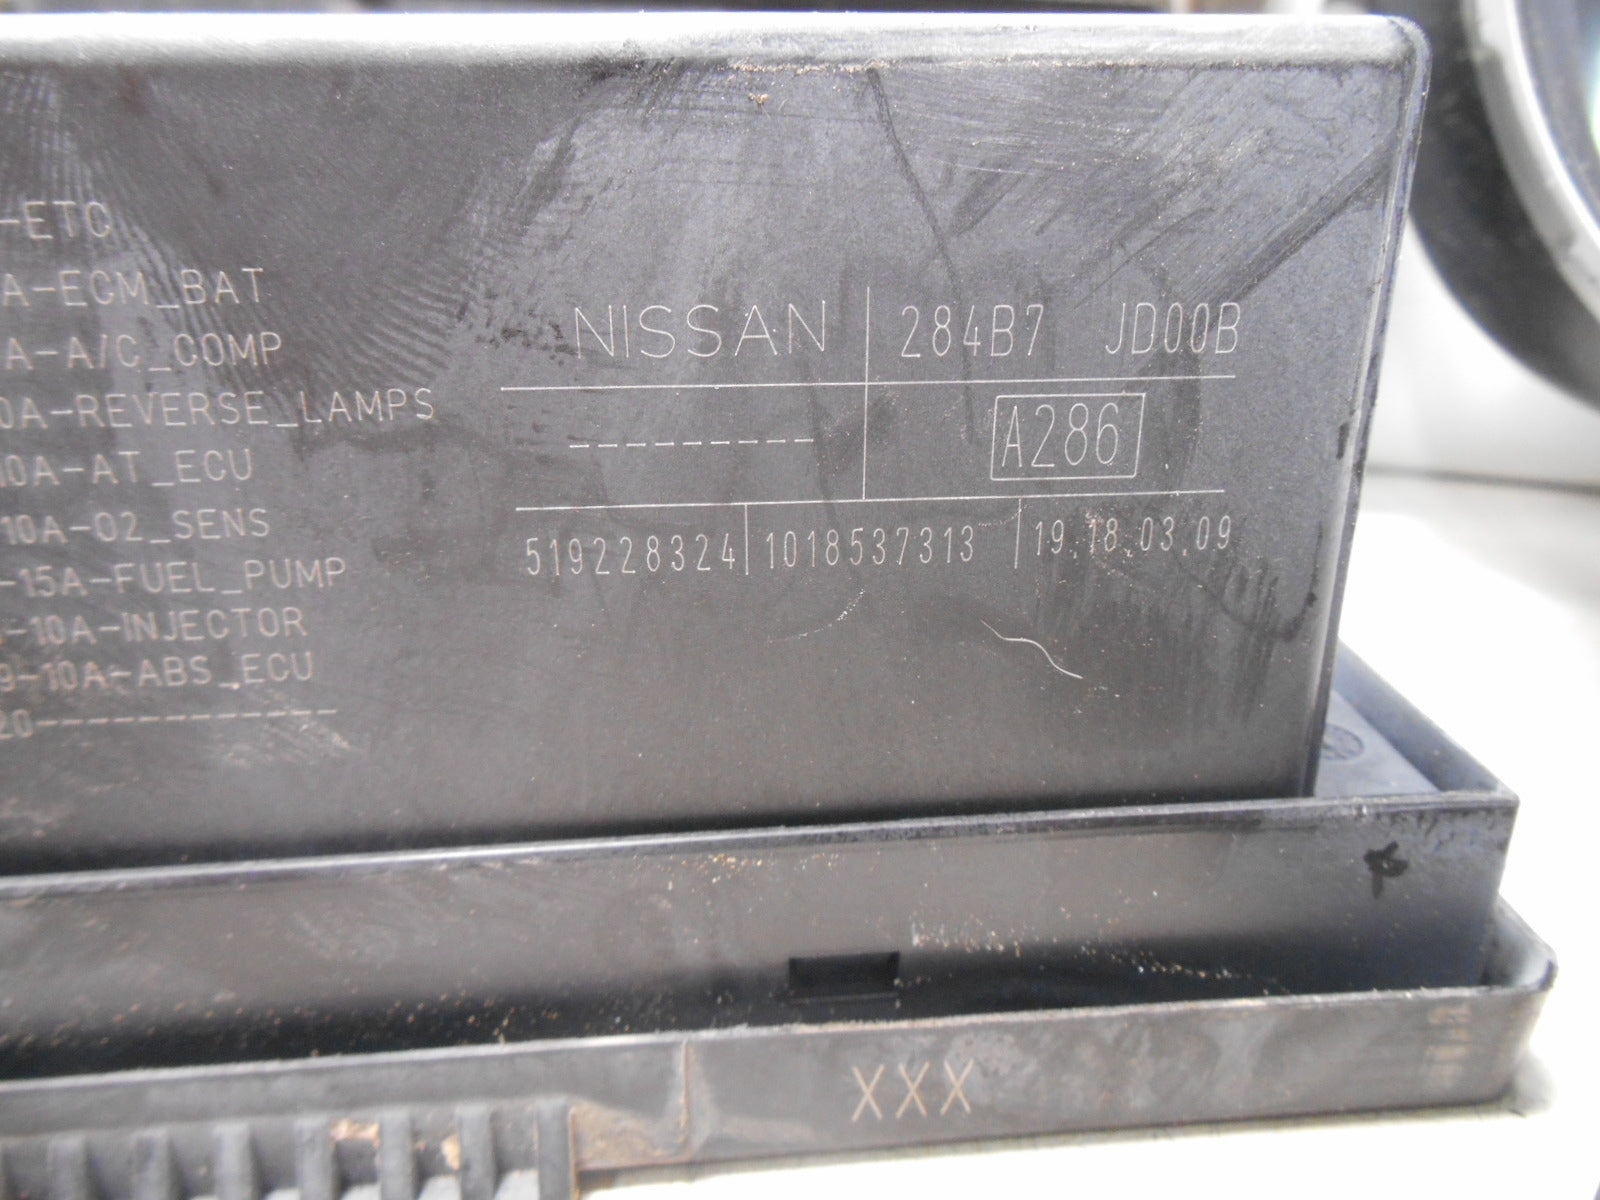 -ETC
A-ECM_BAT
A-A/C_COMP
0A-REVERSE_LAMPS
10A-AT_ECU
-10A-O2_SENS
-15A-FUEL_PUMP
-10A-INJECTOR
9-10A-ABS_ECU
20-------------
NISSAN 284B7 JD00B
--------- A286
519228324 1018537313 19.18.03.09
XXX